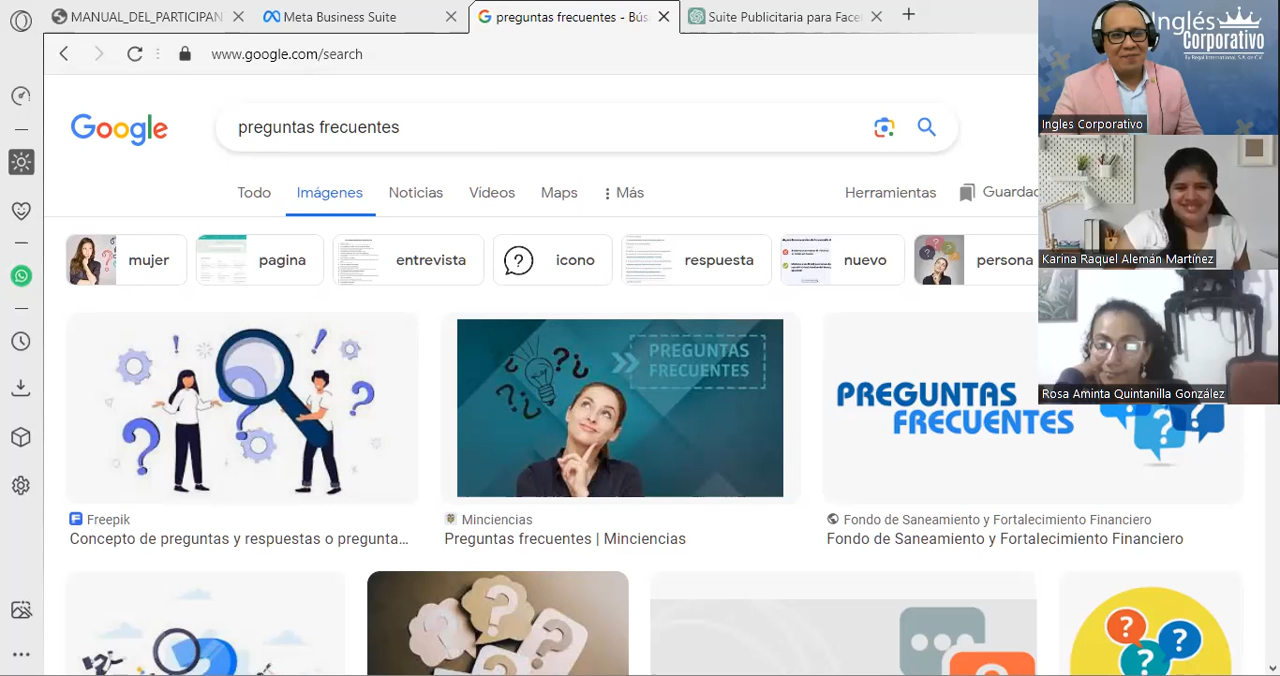 MANUAL_DEL_PARTICIPAN
Meta Business Suite
preguntas frecuentes - Bús
Suite Publicitaria para Face
www.google.com/search
Inglés
Corporativo
Ingles Corporativo
Google
preguntas frecuentes
Karina Raquel Alemán Martínez
Todo
Imágenes
Noticias
Vídeos
Maps
Más
Herramientas
Guardad
mujer
pagina
entrevista
icono
respuesta
nuevo
persona
PREGUNTAS
FRECUENTES
Rosa Aminta Quintanilla González
PREGUNTAS
FRECUENTES
Freepik
Concepto de preguntas y respuestas o pregunta...
Minciencias
Preguntas frecuentes | Minciencias
Fondo de Saneamiento y Fortalecimiento Financiero
Fondo de Saneamiento y Fortalecimiento Financiero